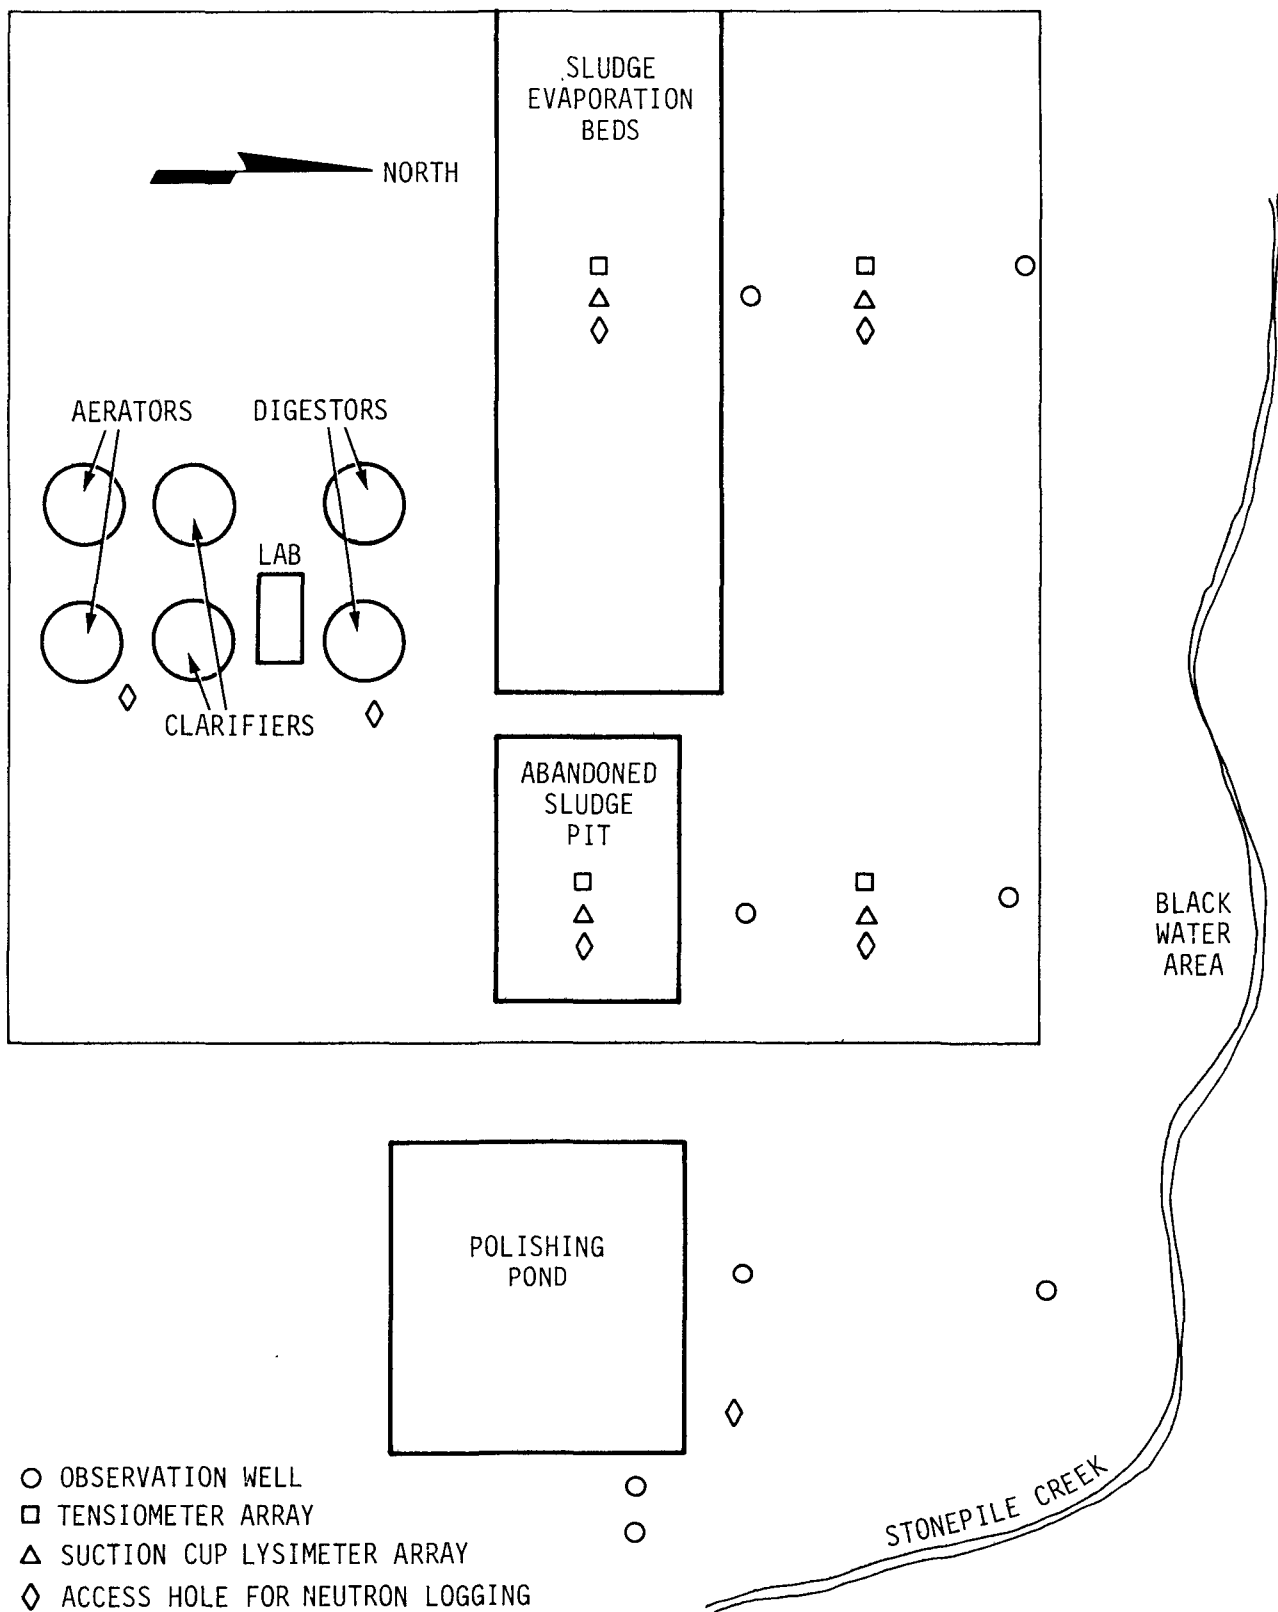 SLUDGE
EVAPORATION
BEDS
NORTH
AERATORS
DIGESTORS
LAB
CLARIFIERS
ABANDONED
SLUDGE
PIT
BLACK
WATER
AREA
POLISHING
POND
STONEPILE CREEK
OBSERVATION WELL
TENSIOMETER ARRAY
SUCTION CUP LYSIMETER ARRAY
ACCESS HOLE FOR NEUTRON LOGGING